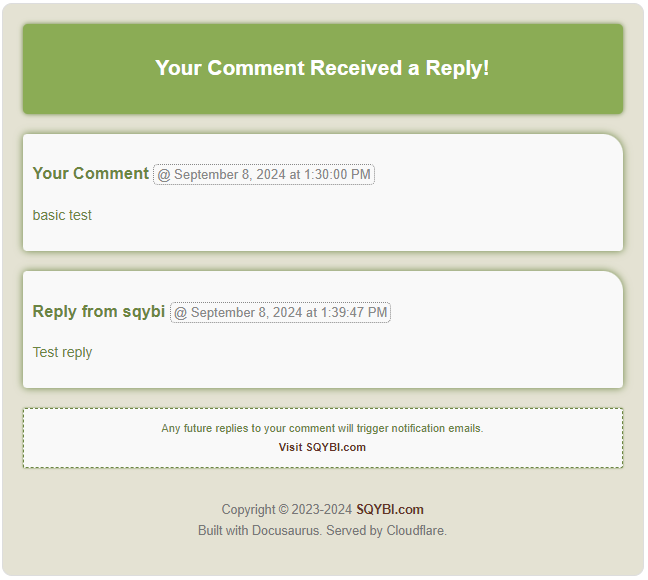 Your Comment Received a Reply!
Your Comment @ September 8, 2024 at 1:30:00 PM
basic test
Reply from sqybi @ September 8, 2024 at 1:39:47 PM
Test reply
Any future replies to your comment will trigger notification emails.
Visit SQYBI.com
Copyright © 2023-2024 SQYBI.com
Built with Docusaurus. Served by Cloudflare.